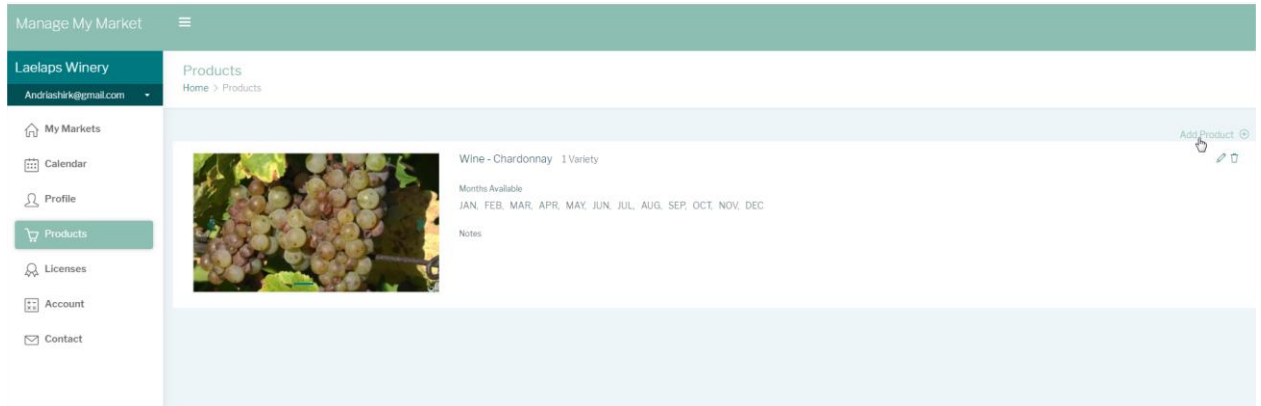 Manage My Market
Laelaps Winery
Andriashirk@gmail.com
My Markets
Calendar
Profile
Products
Licenses
Account
Contact
Products
Home > Products
Add Product
Wine - Chardonnay 1 Variety
Months Available
JAN, FEB, MAR, APR, MAY, JUN, JUL, AUG, SEP, OCT, NOV, DEC
Notes